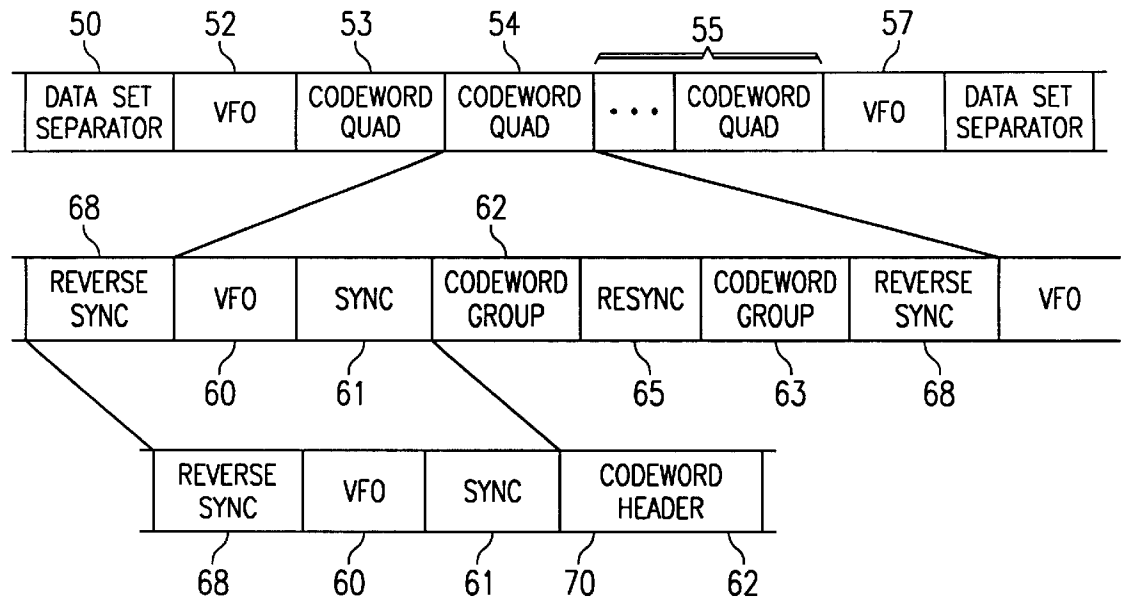 50 52 53 54 55 57
DATA SET SEPARATOR VFO CODEWORD QUAD CODEWORD QUAD ••• CODEWORD QUAD VFO DATA SET SEPARATOR
68 62
REVERSE SYNC VFO SYNC CODEWORD GROUP RESYNC CODEWORD GROUP REVERSE SYNC VFO
60 61 65 63 68
REVERSE SYNC VFO SYNC CODEWORD HEADER
68 60 61 70 62